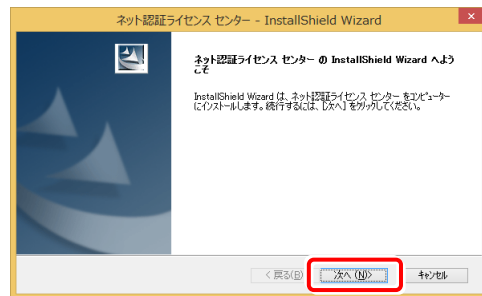 ネット認証ライセンス センター - InstallShield Wizard
ネット認証ライセンス センター の InstallShield Wizard へよう
こそ
InstallShield Wizard は、ネット認証ライセンス センター をコンピューター
にインストールします。続行するには、[次へ] をクリックしてください。
< 戻る(B)
次へ (N)>
キャンセル